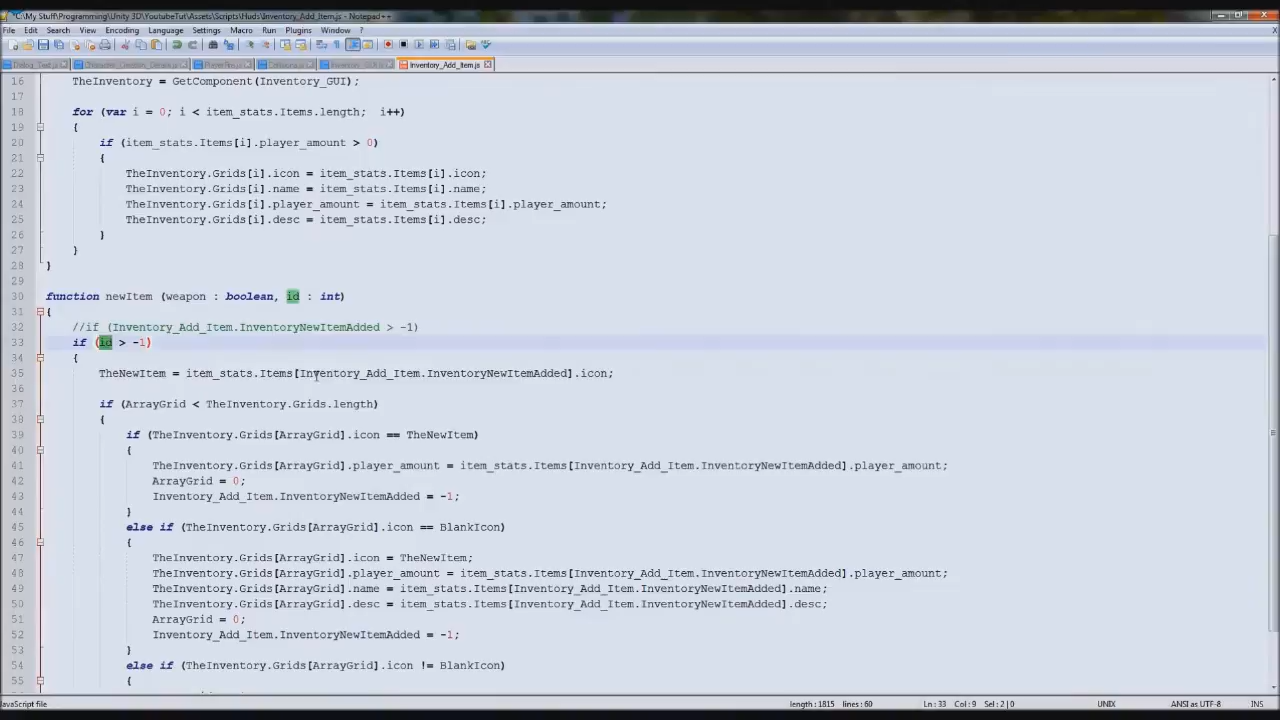 *C:\My Stuff\Programming\Unity 3D\YoutubeTut\Assets\Scripts\Huds\Inventory_Add_Item.js - Notepad++
File Edit Search View Encoding Language Settings Macro Run Plugins Window ?
Inventory_Add_Item.js
16 TheInventory = GetComponent(Inventory_GUI);
17
18 for (var i = 0; i < item_stats.Items.length; i++)
19 {
20 if (item_stats.Items[i].player_amount > 0)
21 {
22 TheInventory.Grids[i].icon = item_stats.Items[i].icon;
23 TheInventory.Grids[i].name = item_stats.Items[i].name;
24 TheInventory.Grids[i].player_amount = item_stats.Items[i].player_amount;
25 TheInventory.Grids[i].desc = item_stats.Items[i].desc;
26 }
27 }
28 }
29
30 function newItem (weapon : boolean, id : int)
31 {
32 //if (Inventory_Add_Item.InventoryNewItemAdded > -1)
33 if (id > -1)
34 {
35 TheNewItem = item_stats.Items[Inventory_Add_Item.InventoryNewItemAdded].icon;
36
37 if (ArrayGrid < TheInventory.Grids.length)
38 {
39 if (TheInventory.Grids[ArrayGrid].icon == TheNewItem)
40 {
41 TheInventory.Grids[ArrayGrid].player_amount = item_stats.Items[Inventory_Add_Item.InventoryNewItemAdded].player_amount;
42 ArrayGrid = 0;
43 Inventory_Add_Item.InventoryNewItemAdded = -1;
44 }
45 else if (TheInventory.Grids[ArrayGrid].icon == BlankIcon)
46 {
47 TheInventory.Grids[ArrayGrid].icon = TheNewItem;
48 TheInventory.Grids[ArrayGrid].player_amount = item_stats.Items[Inventory_Add_Item.InventoryNewItemAdded].player_amount;
49 TheInventory.Grids[ArrayGrid].name = item_stats.Items[Inventory_Add_Item.InventoryNewItemAdded].name;
50 TheInventory.Grids[ArrayGrid].desc = item_stats.Items[Inventory_Add_Item.InventoryNewItemAdded].desc;
51 ArrayGrid = 0;
52 Inventory_Add_Item.InventoryNewItemAdded = -1;
53 }
54 else if (TheInventory.Grids[ArrayGrid].icon != BlankIcon)
55 {
JavaScript file length : 1815 lines : 60 Ln : 33 Col : 9 Sel : 2 | 0 UNIX ANSI as UTF-8 INS